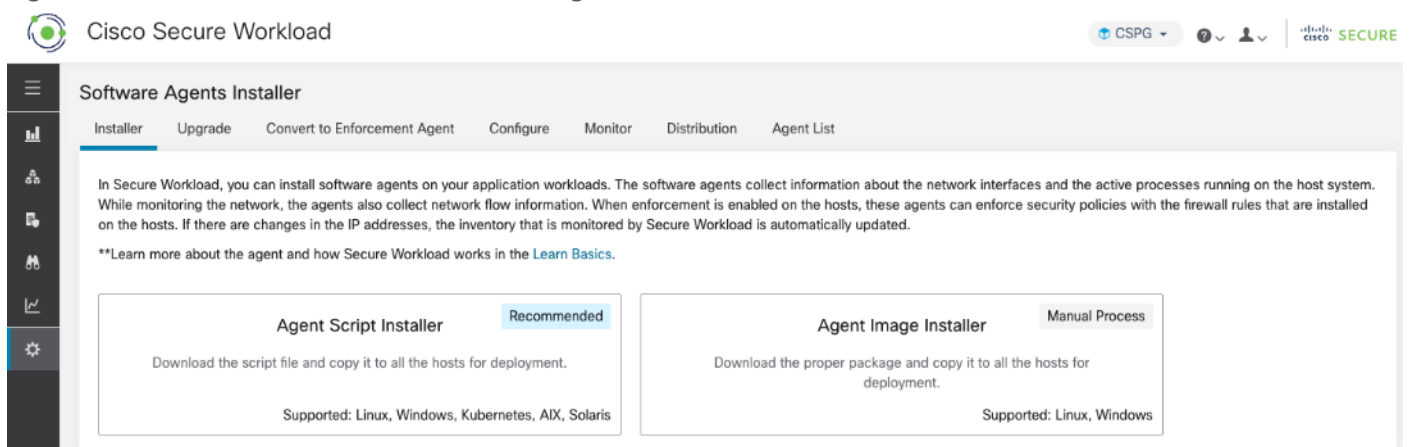 Cisco Secure Workload
CSPG
cisco SECURE
Software Agents Installer
Installer Upgrade Convert to Enforcement Agent Configure Monitor Distribution Agent List
In Secure Workload, you can install software agents on your application workloads. The software agents collect information about the network interfaces and the active processes running on the host system.
While monitoring the network, the agents also collect network flow information. When enforcement is enabled on the hosts, these agents can enforce security policies with the firewall rules that are installed
on the hosts. If there are changes in the IP addresses, the inventory that is monitored by Secure Workload is automatically updated.
**Learn more about the agent and how Secure Workload works in the Learn Basics.
Agent Script Installer
Recommended
Download the script file and copy it to all the hosts for deployment.
Supported: Linux, Windows, Kubernetes, AIX, Solaris
Agent Image Installer
Manual Process
Download the proper package and copy it to all the hosts for
deployment.
Supported: Linux, Windows